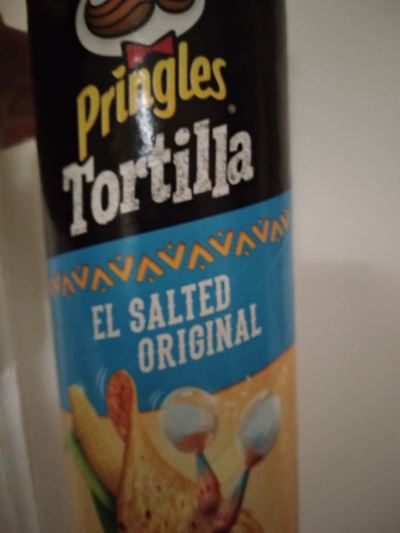 Pringles
Tortilla
EL SALTED
ORIGINAL